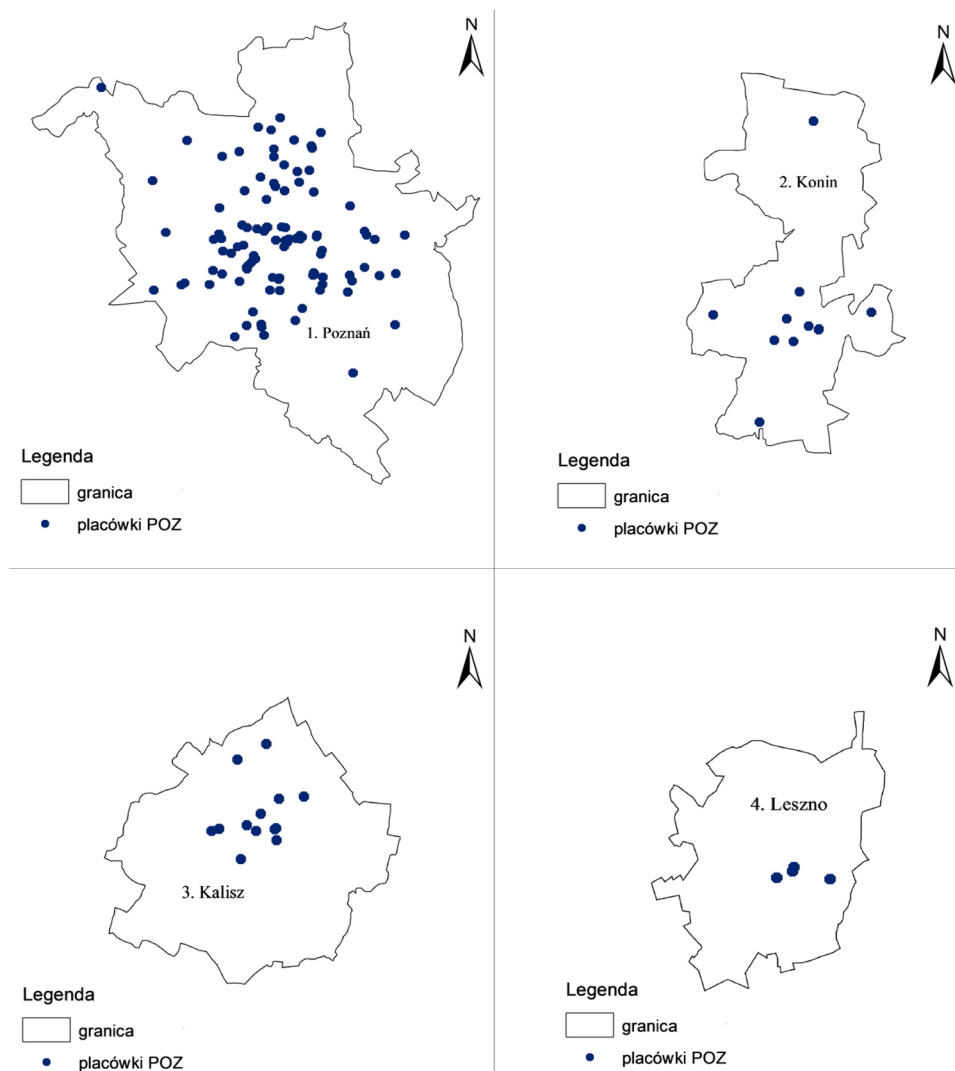 N
1. Poznań
Legenda
granica
placówki POZ
N
2. Konin
Legenda
granica
placówki POZ
N
3. Kalisz
Legenda
granica
placówki POZ
N
4. Leszno
Legenda
granica
placówki POZ